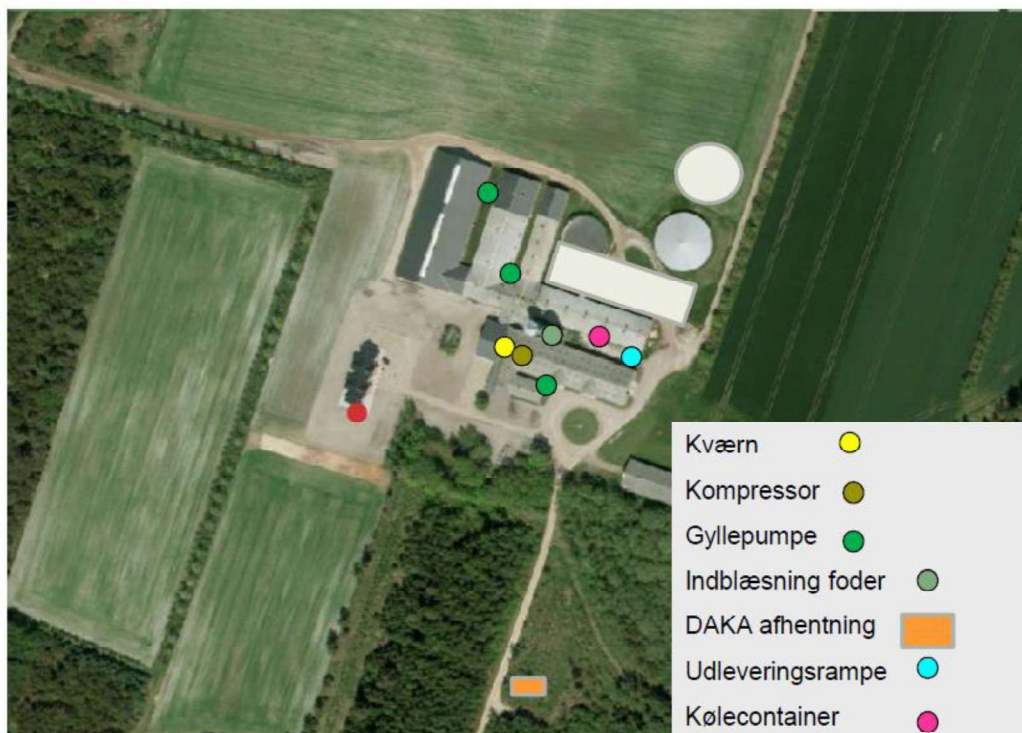 Kværn
Kompressor
Gyllepumpe
Indblæsning foder
DAKA afhentning
Udleveringsrampe
Kølecontainer